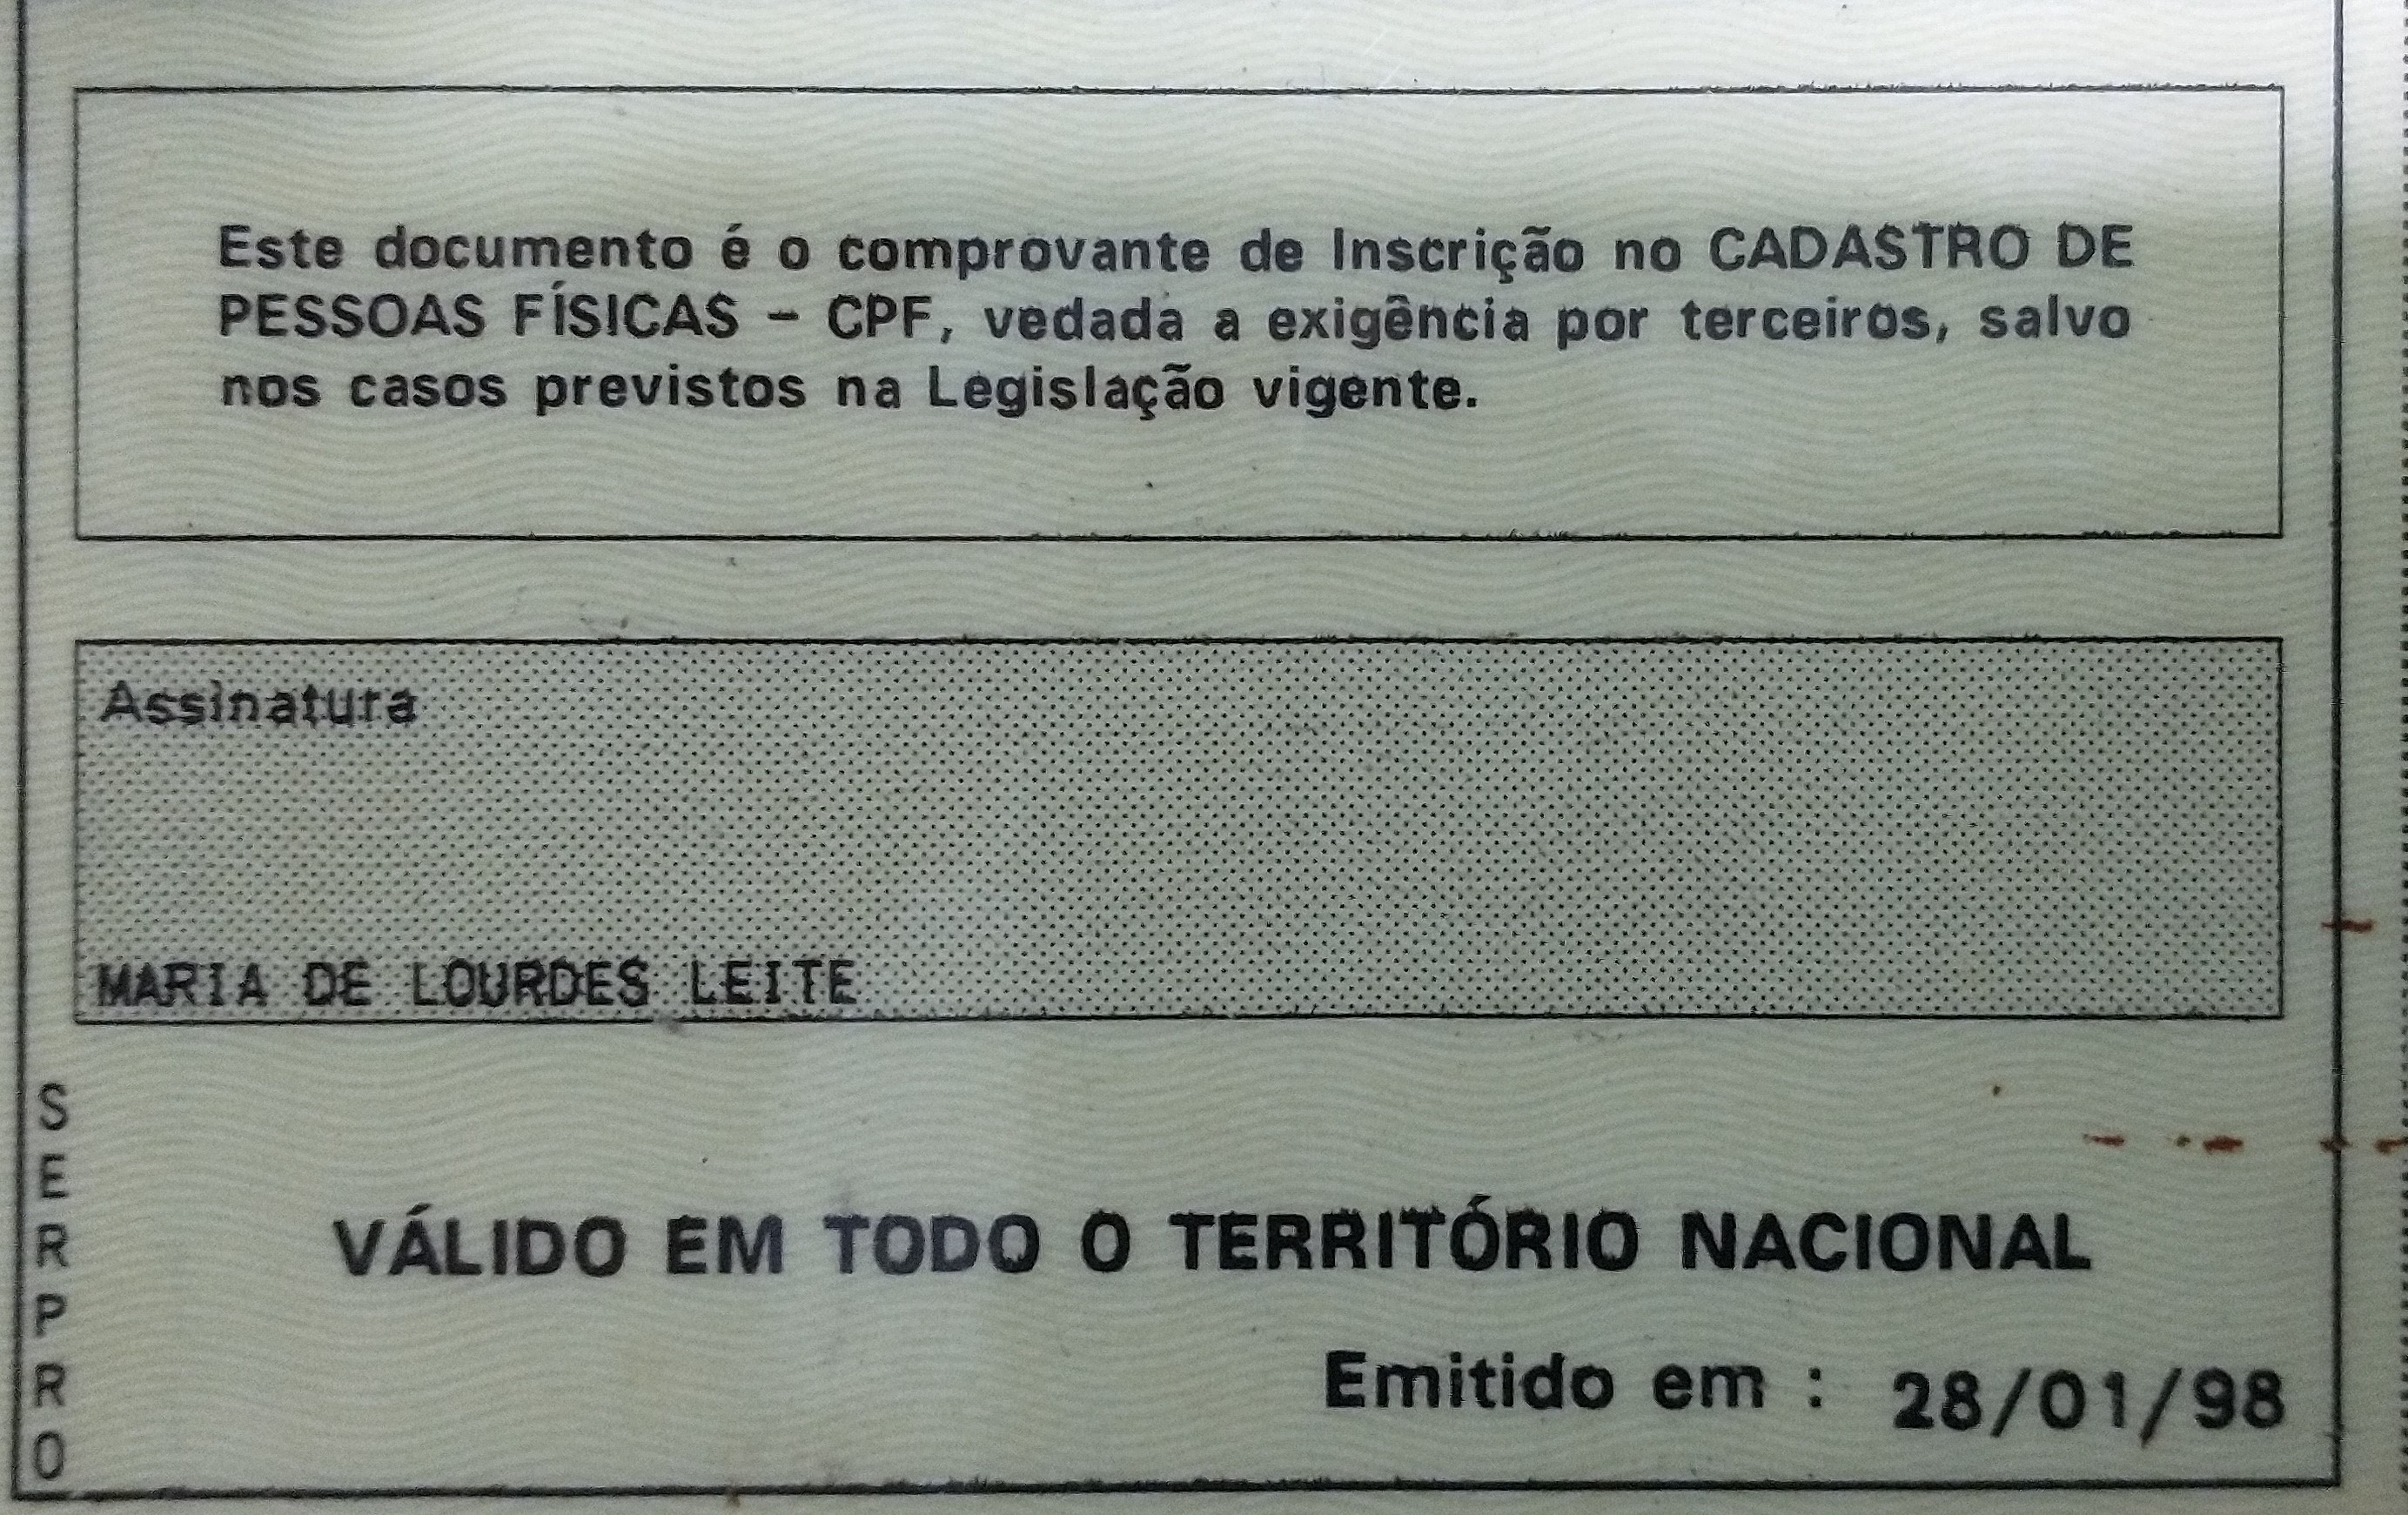 Este documento é o comprovante de Inscrição no CADASTRO DE
PESSOAS FÍSICAS – CPF, vedada a exigência por terceiros, salvo
nos casos previstos na Legislação vigente.
Assinatura
MARIA DE LOURDES LEITE
SERPRO
VÁLIDO EM TODO O TERRITÓRIO NACIONAL
Emitido em : 28/01/98